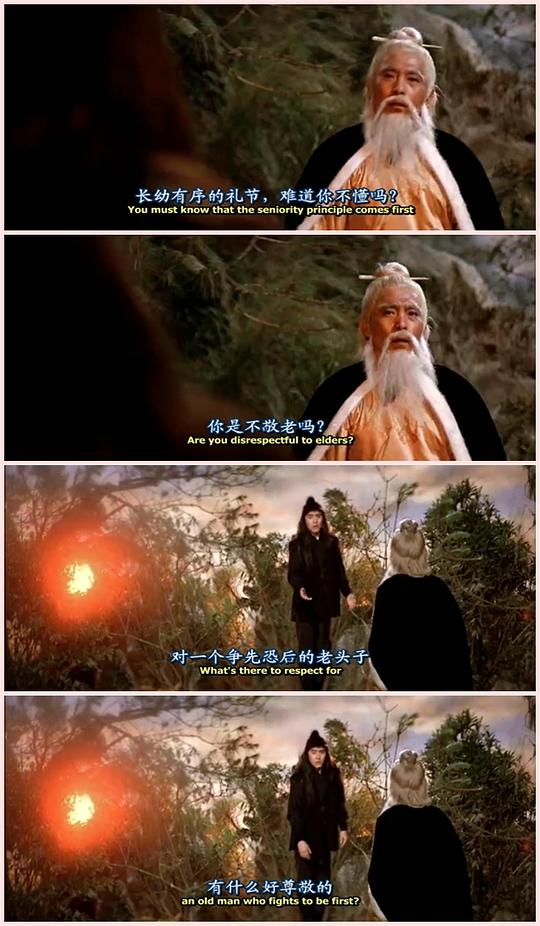 长幼有序的礼节，难道你不懂吗？
You must know that the seniority principle comes first
你是不敬老吗？
Are you disrespectful to elders?
对一个争先恐后的老头子
What's there to respect for
有什么好尊敬的
an old man who fights to be first?